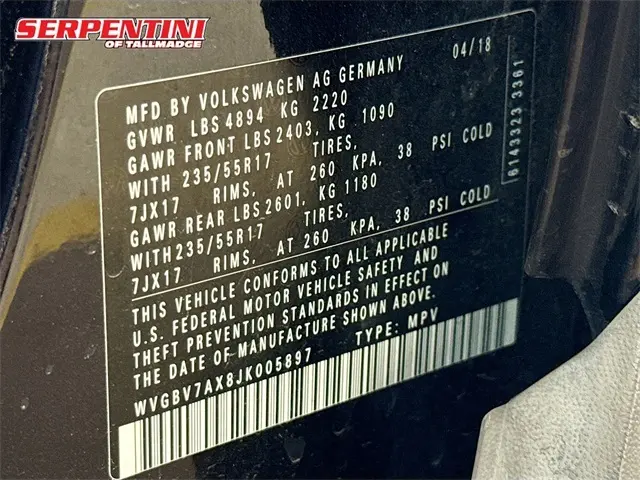 SERPENTINI
OF TALLMADGE
MFD BY VOLKSWAGEN AG GERMANY 04/18
GVWR LBS 4894 KG 2220
GAWR FRONT LBS 2403, KG 1090
WITH 235/55R17 TIRES,
7JX17 RIMS, AT 260 KPA, 38 PSI COLD
GAWR REAR LBS 2601, KG 1180
WITH 235/55R17 TIRES,
7JX17 RIMS, AT 260 KPA, 38 PSI COLD
THIS VEHICLE CONFORMS TO ALL APPLICABLE
U.S. FEDERAL MOTOR VEHICLE SAFETY AND
THEFT PREVENTION STANDARDS IN EFFECT ON
THE DATE OF MANUFACTURE SHOWN ABOVE.
WVGBV7AX8JK005897 TYPE: MPV
6143323 3361